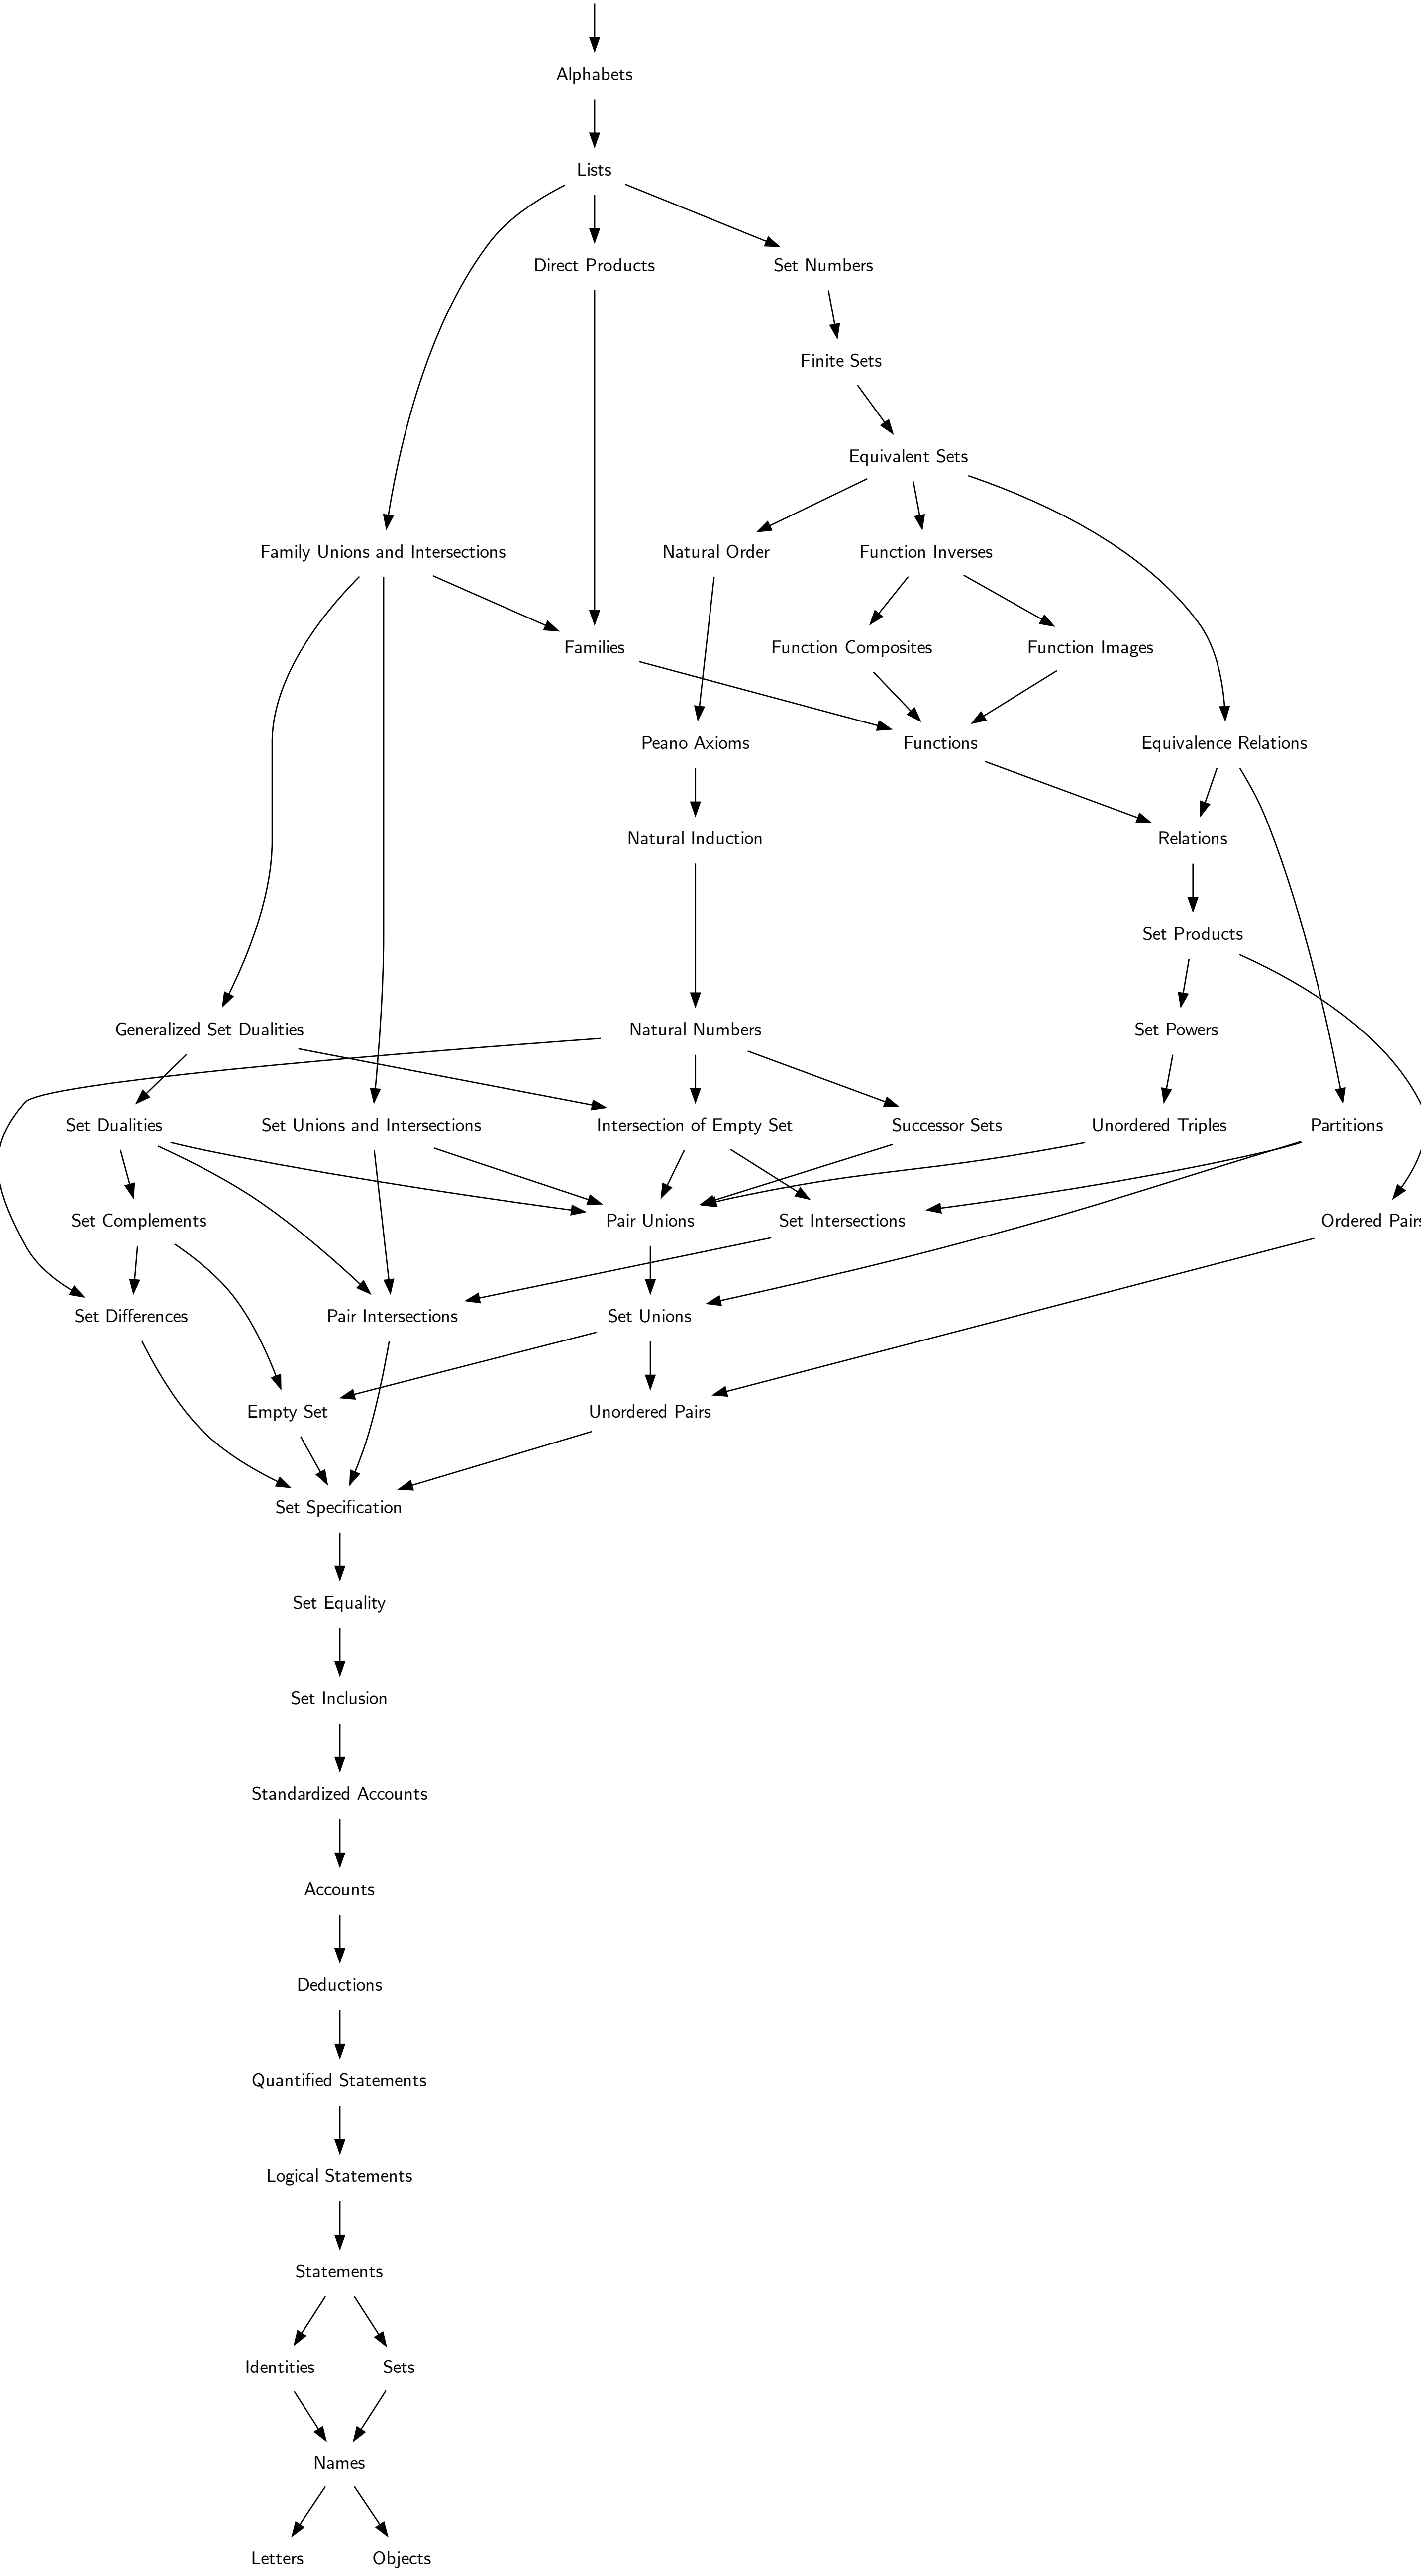 Alphabets
Lists
Direct Products
Set Numbers
Finite Sets
Equivalent Sets
Family Unions and Intersections
Natural Order
Function Inverses
Families
Function Composites
Function Images
Peano Axioms
Functions
Equivalence Relations
Natural Induction
Relations
Set Products
Generalized Set Dualities
Natural Numbers
Set Powers
Set Dualities
Set Unions and Intersections
Intersection of Empty Set
Successor Sets
Unordered Triples
Partitions
Set Complements
Pair Unions
Set Intersections
Ordered Pairs
Set Differences
Pair Intersections
Set Unions
Empty Set
Unordered Pairs
Set Specification
Set Equality
Set Inclusion
Standardized Accounts
Accounts
Deductions
Quantified Statements
Logical Statements
Statements
Identities
Sets
Names
Letters
Objects